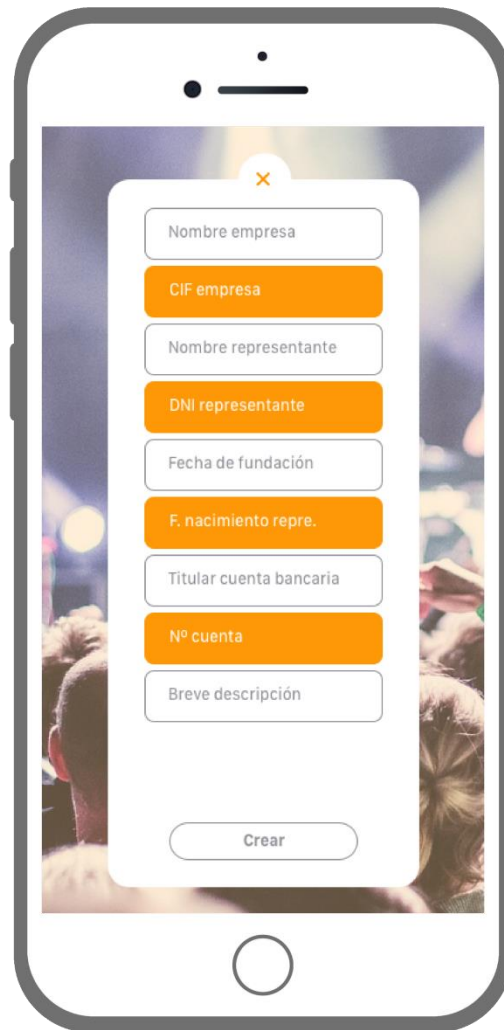 Nombre empresa
CIF empresa
Nombre representante
DNI representante
Fecha de fundación
F. nacimiento repre.
Titular cuenta bancaria
Nº cuenta
Breve descripción
Crear